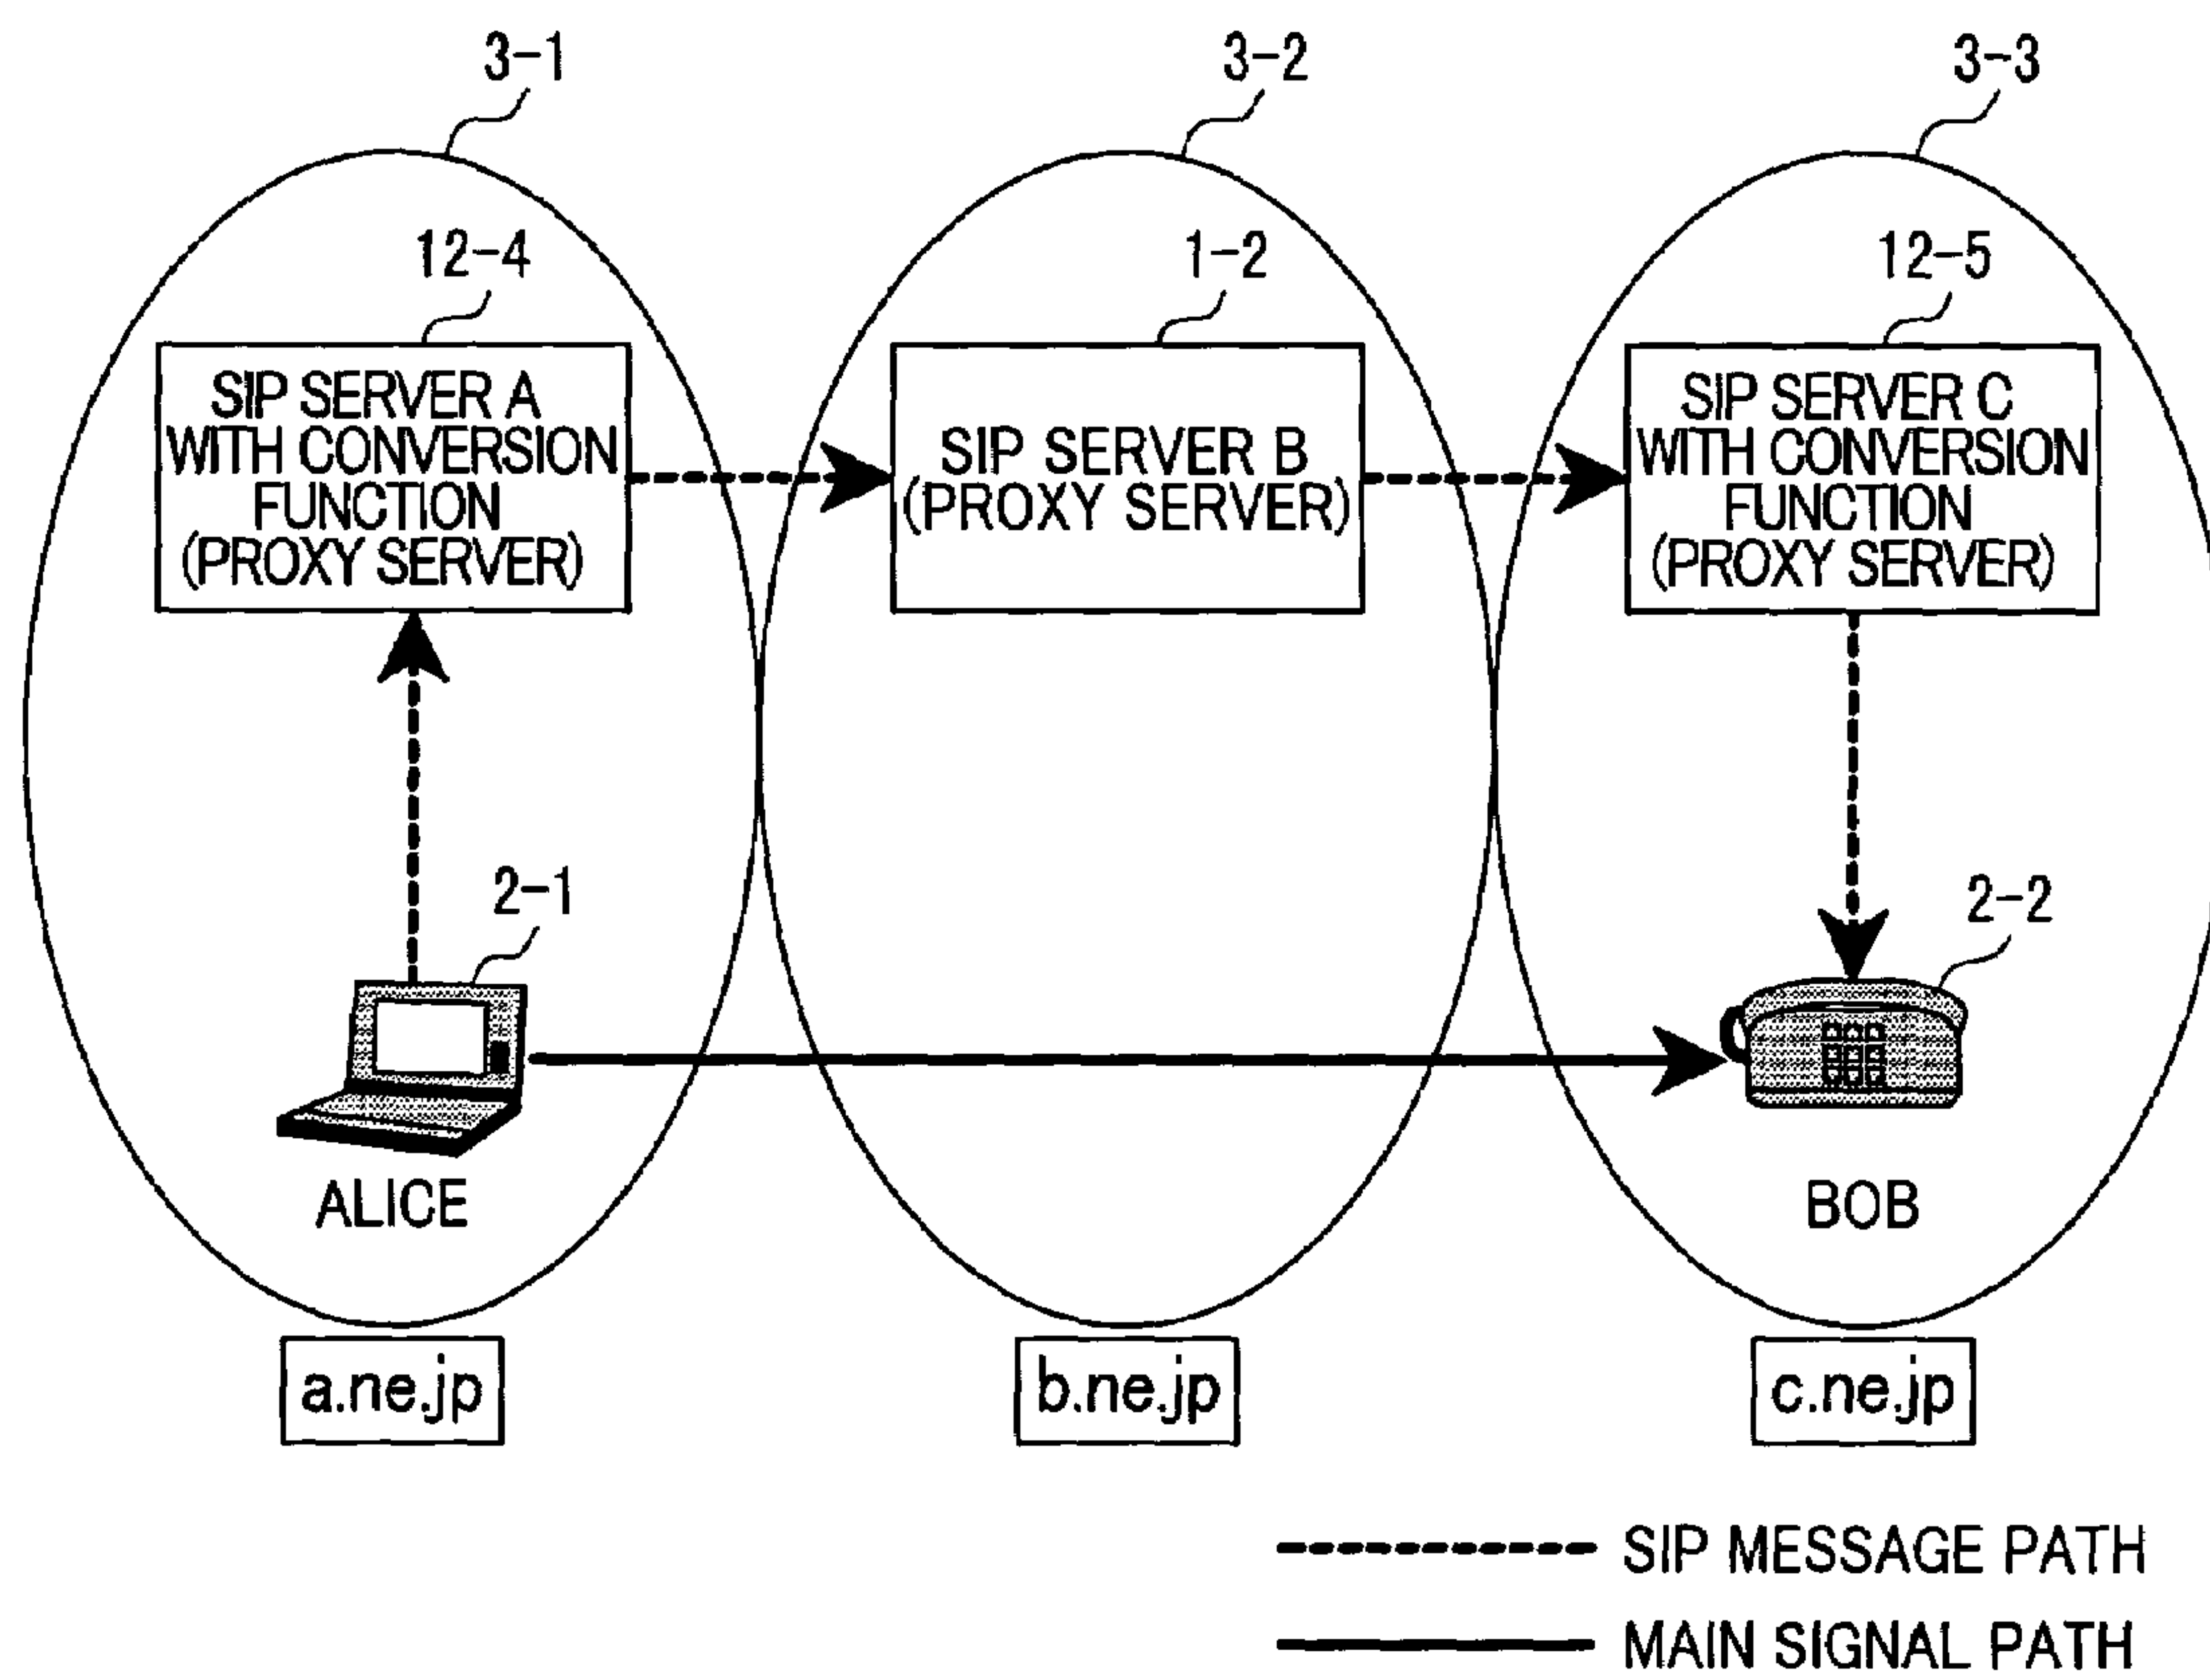 3-1
3-2
3-3
12-4
1-2
12-5
SIP SERVER A
WITH CONVERSION
FUNCTION
(PROXY SERVER)
SIP SERVER B
(PROXY SERVER)
SIP SERVER C
WITH CONVERSION
FUNCTION
(PROXY SERVER)
2-1
2-2
ALICE
BOB
a.ne.jp
b.ne.jp
c.ne.jp
SIP MESSAGE PATH
MAIN SIGNAL PATH